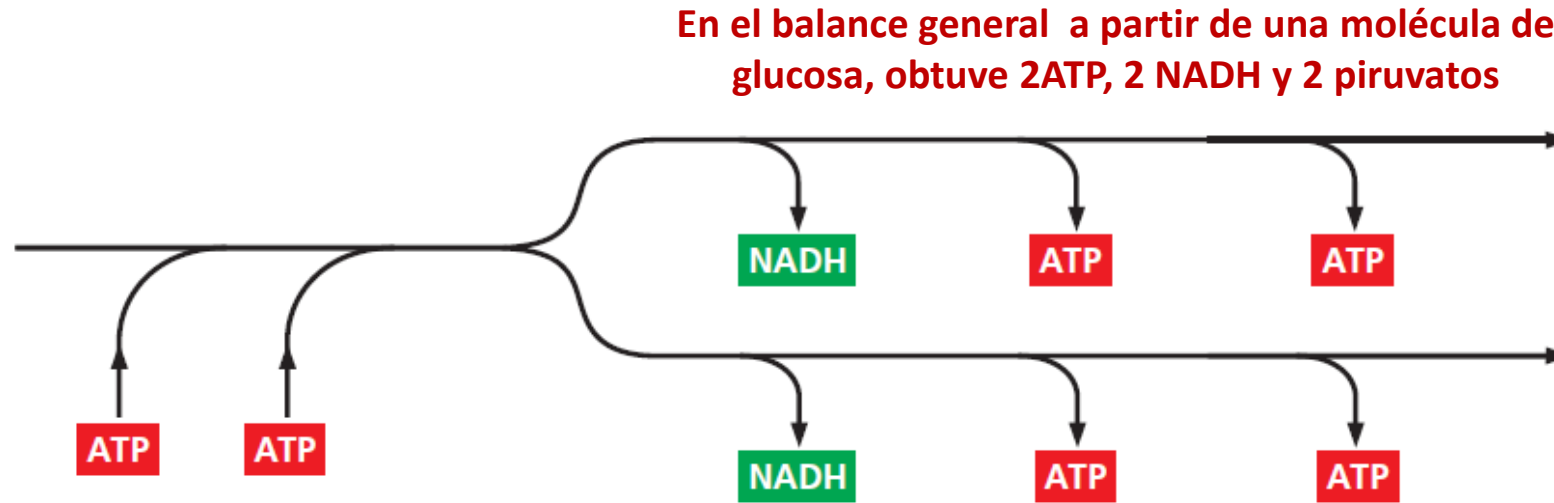 En el balance general a partir de una molécula de
glucosa, obtuve 2ATP, 2 NADH y 2 piruvatos
NADH ATP ATP
ATP ATP
NADH ATP ATP